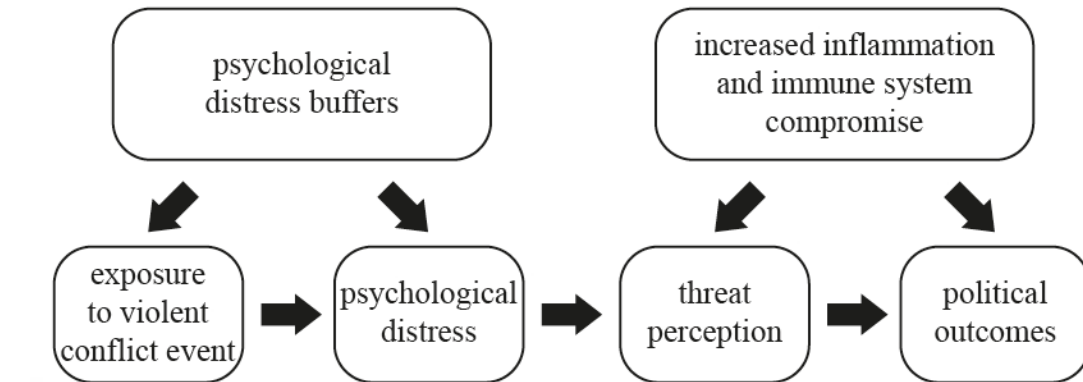 psychological
distress buffers
increased inflammation
and immune system
compromise
exposure
to violent
conflict event
psychological
distress
threat
perception
political
outcomes